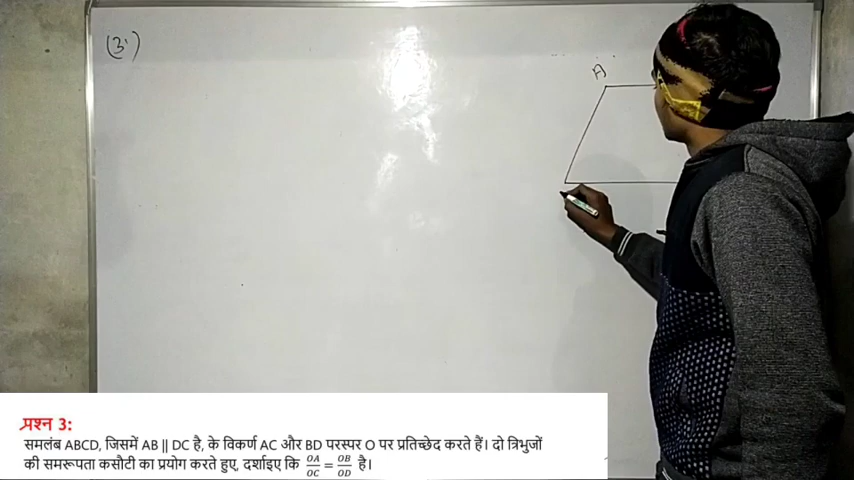 (3.)
A
प्रश्न 3:
समलंब ABCD, जिसमें AB || DC है, के विकर्ण AC और BD परस्पर O पर प्रतिच्छेद करते हैं। दो त्रिभुजों
की समरूपता कसौटी का प्रयोग करते हुए, दर्शाइए कि OA/OC = OB/OD है।